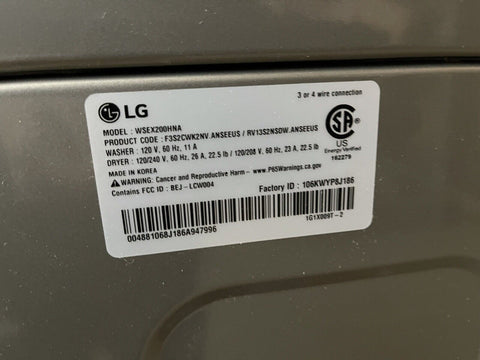 LG
3 or 4 wire connection
MODEL : WSEX200HNA
PRODUCT CODE : F3S2CWK2NV.ANSEEUS / RV13S2NSDW.ANSEEUS
WASHER : 120 V, 60 Hz, 11 A
DRYER : 120/240 V, 60 Hz, 26 A, 22.5 lb / 120/208 V, 60 Hz, 23 A, 22.5 lb
MADE IN KOREA
WARNING: Cancer and Reproductive Harm- www.P65Warnings.ca.gov
Contains FCC ID : BEJ-LCW004
Factory ID : 106KWYP8J186
SA
®
US
Energy Verified
162279
004881068J186A947996
1G1X009T-2